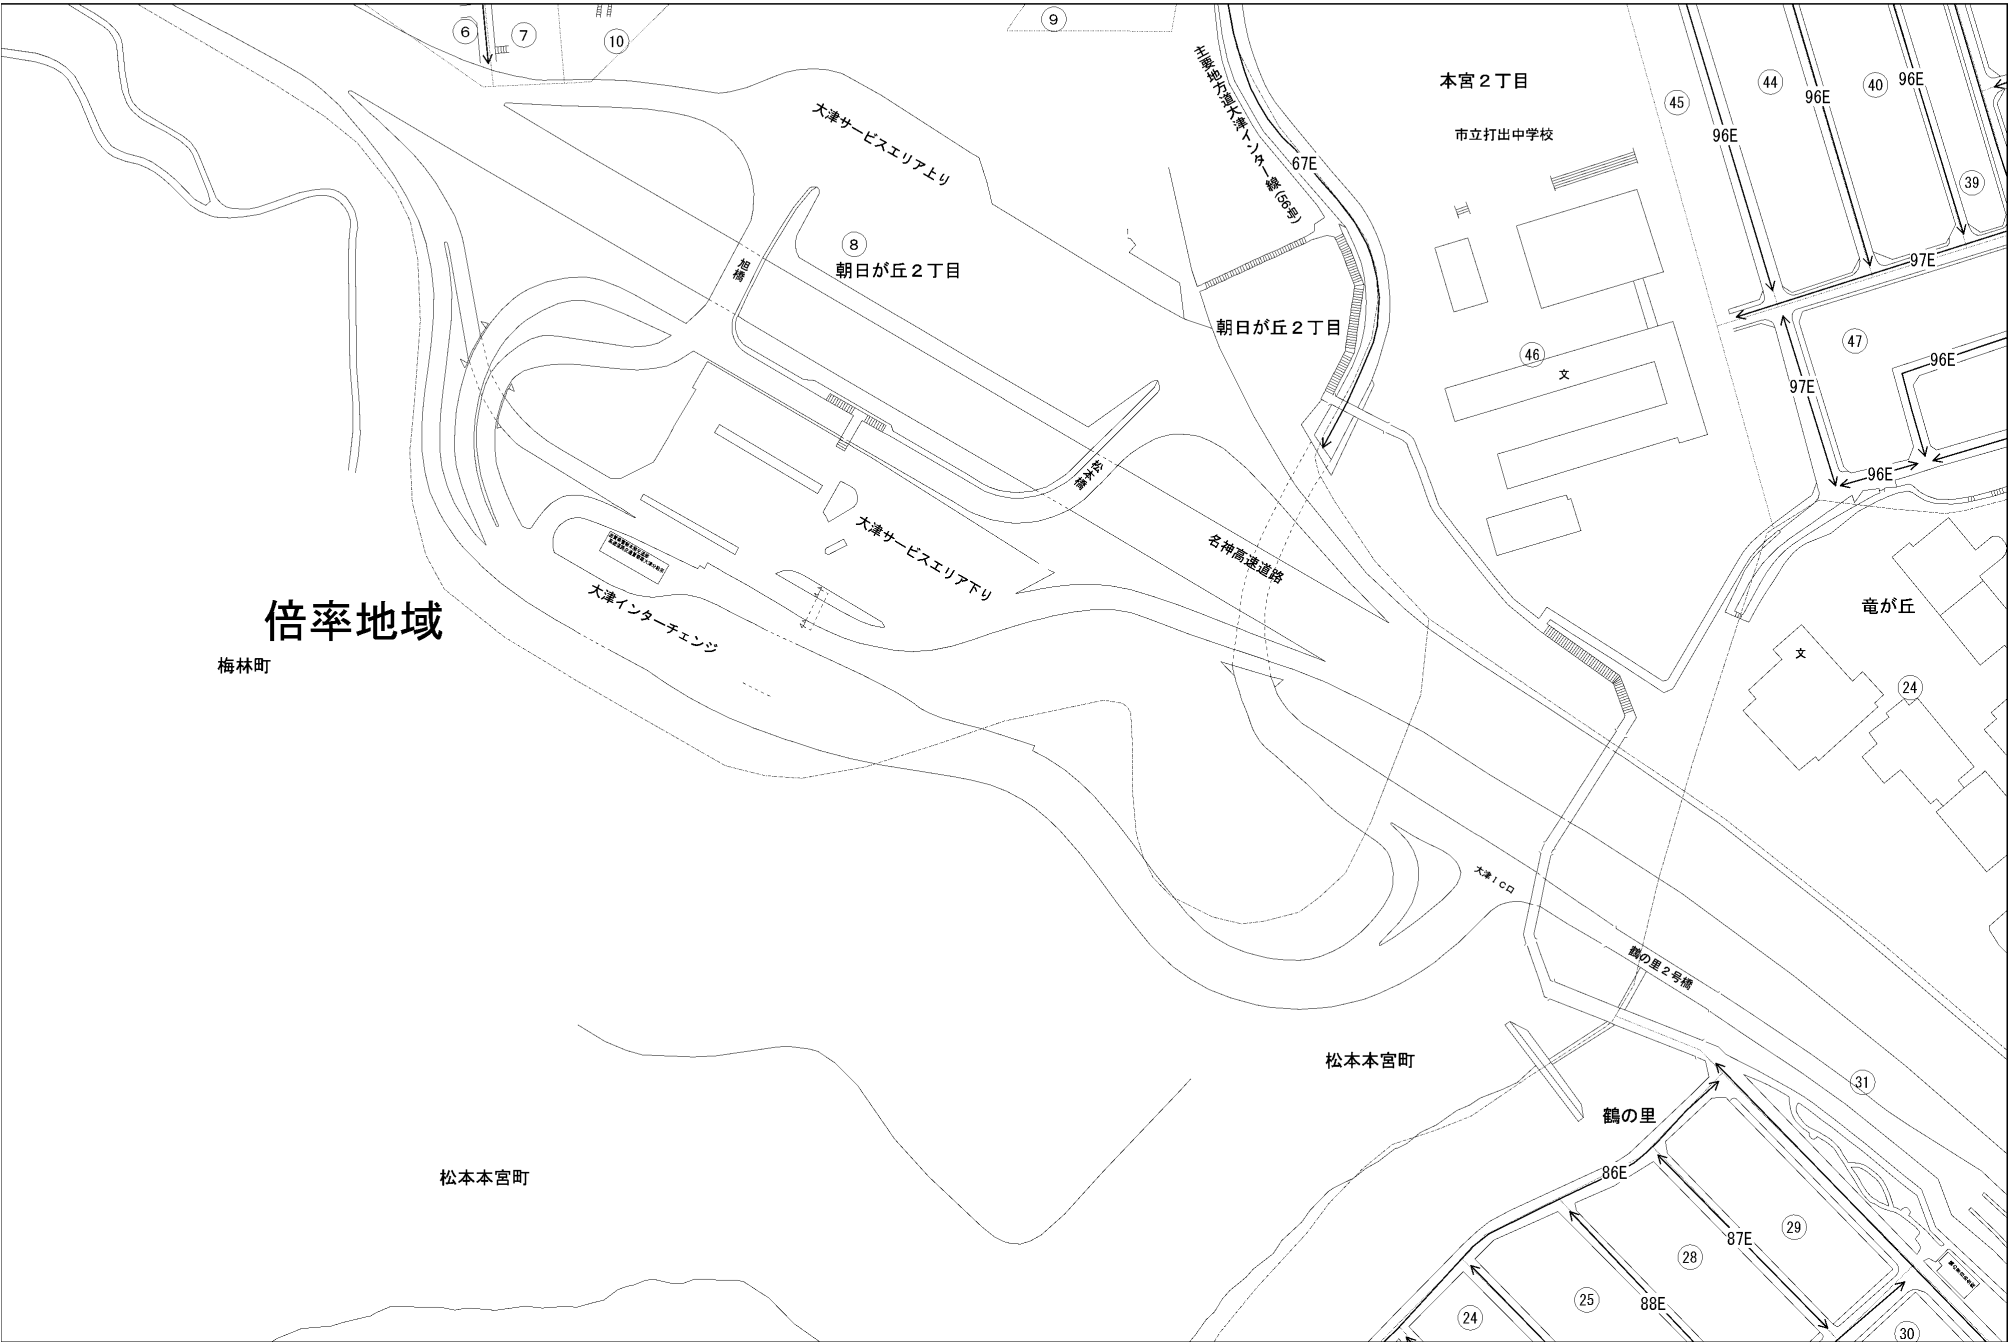 6
7
10
9
主要地方道大津インター線(56号)
67E
本宮2丁目
市立打出中学校
45
44
96E
96E
40
96E
39
97E
大津サービスエリア上り
8
朝日が丘2丁目
旭橋
朝日が丘2丁目
46
文
47
96E
97E
96E
松本橋
大津サービスエリア下り
名神高速道路
大津インターチェンジ
倍率地域
梅林町
竜が丘
文
24
大津IC口
鶴の里2号橋
31
松本本宮町
鶴の里
松本本宮町
86E
87E
88E
29
28
25
24
30